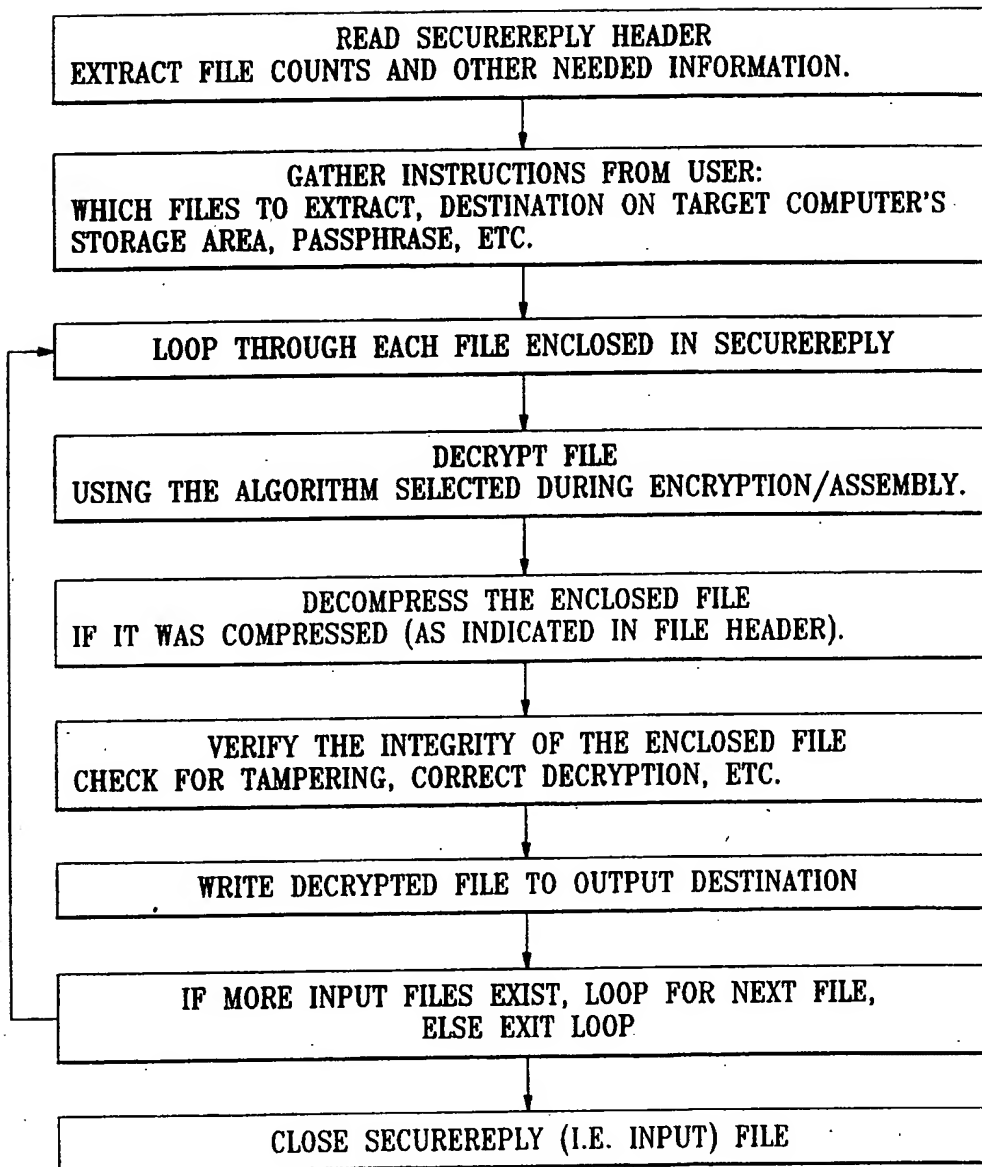 READ SECUREREPLY HEADER
EXTRACT FILE COUNTS AND OTHER NEEDED INFORMATION.
GATHER INSTRUCTIONS FROM USER:
WHICH FILES TO EXTRACT, DESTINATION ON TARGET COMPUTER'S
STORAGE AREA, PASSPHRASE, ETC.
LOOP THROUGH EACH FILE ENCLOSED IN SECUREREPLY
DECRYPT FILE
USING THE ALGORITHM SELECTED DURING ENCRYPTION/ASSEMBLY.
DECOMPRESS THE ENCLOSED FILE
IF IT WAS COMPRESSED (AS INDICATED IN FILE HEADER).
VERIFY THE INTEGRITY OF THE ENCLOSED FILE
CHECK FOR TAMPERING, CORRECT DECRYPTION, ETC.
WRITE DECRYPTED FILE TO OUTPUT DESTINATION
IF MORE INPUT FILES EXIST, LOOP FOR NEXT FILE,
ELSE EXIT LOOP
CLOSE SECUREREPLY (I.E. INPUT) FILE